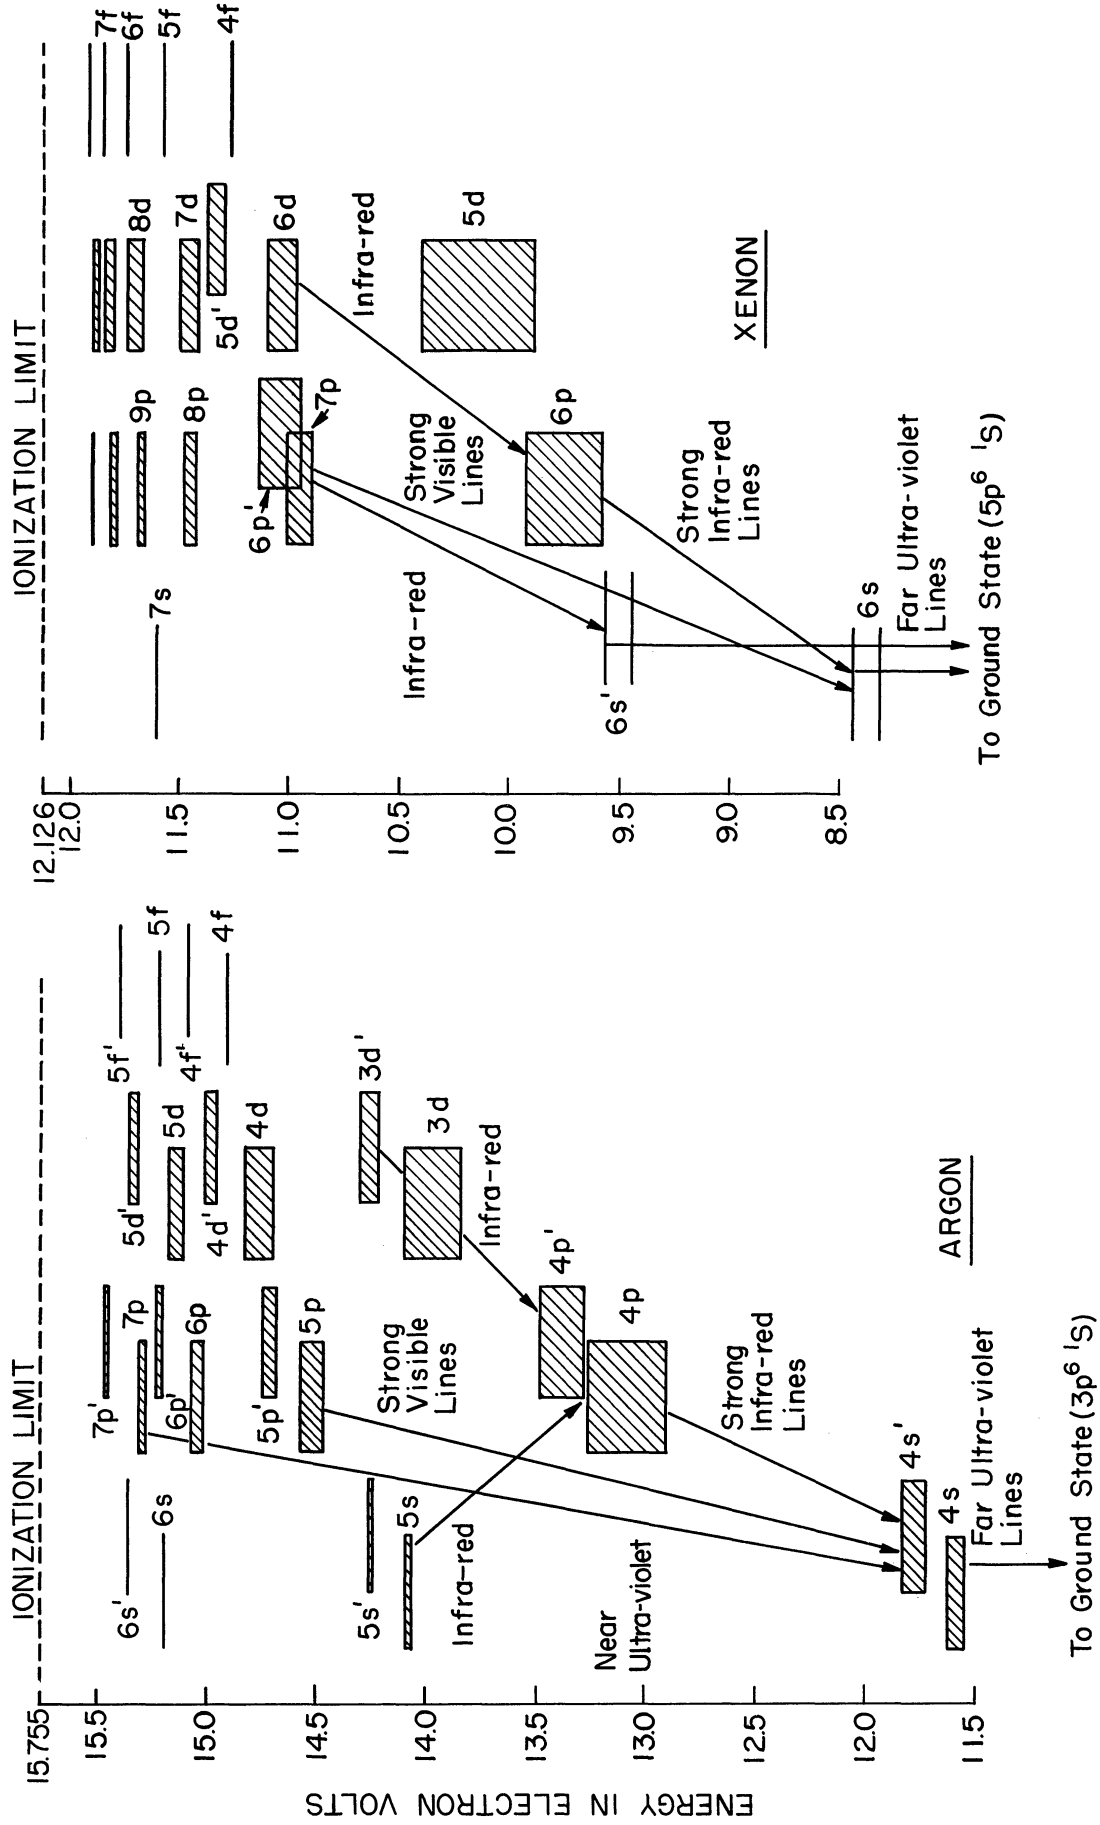 ENERGY IN ELECTRON VOLTS
IONIZATION LIMIT
15.755
15.5
15.0
14.5
14.0
13.5
13.0
12.5
12.0
11.5
6s'
6s
5s'
5s
7p'
7p
6p'
6p
5p'
5p
5d'
5d
4d'
4d
5f'
5f
4f'
4f
3d'
3d
4p'
4p
4s'
4s
Infra-red
Near
Ultra-violet
Strong
Visible
Lines
Infra-red
Strong
Infra-red
Lines
Far Ultra-violet
Lines
To Ground State (3p⁶ ¹S)
ARGON
IONIZATION LIMIT
12.126
12.0
11.5
11.0
10.5
10.0
9.5
9.0
8.5
7s
9p
8p
6p'
7p
8d
7d
5d'
6d
5d
7f
6f
5f
4f
6p
6s'
6s
Infra-red
Strong
Visible
Lines
Infra-red
Strong
Infra-red
Lines
Far Ultra-violet
Lines
To Ground State (5p⁶ ¹S)
XENON